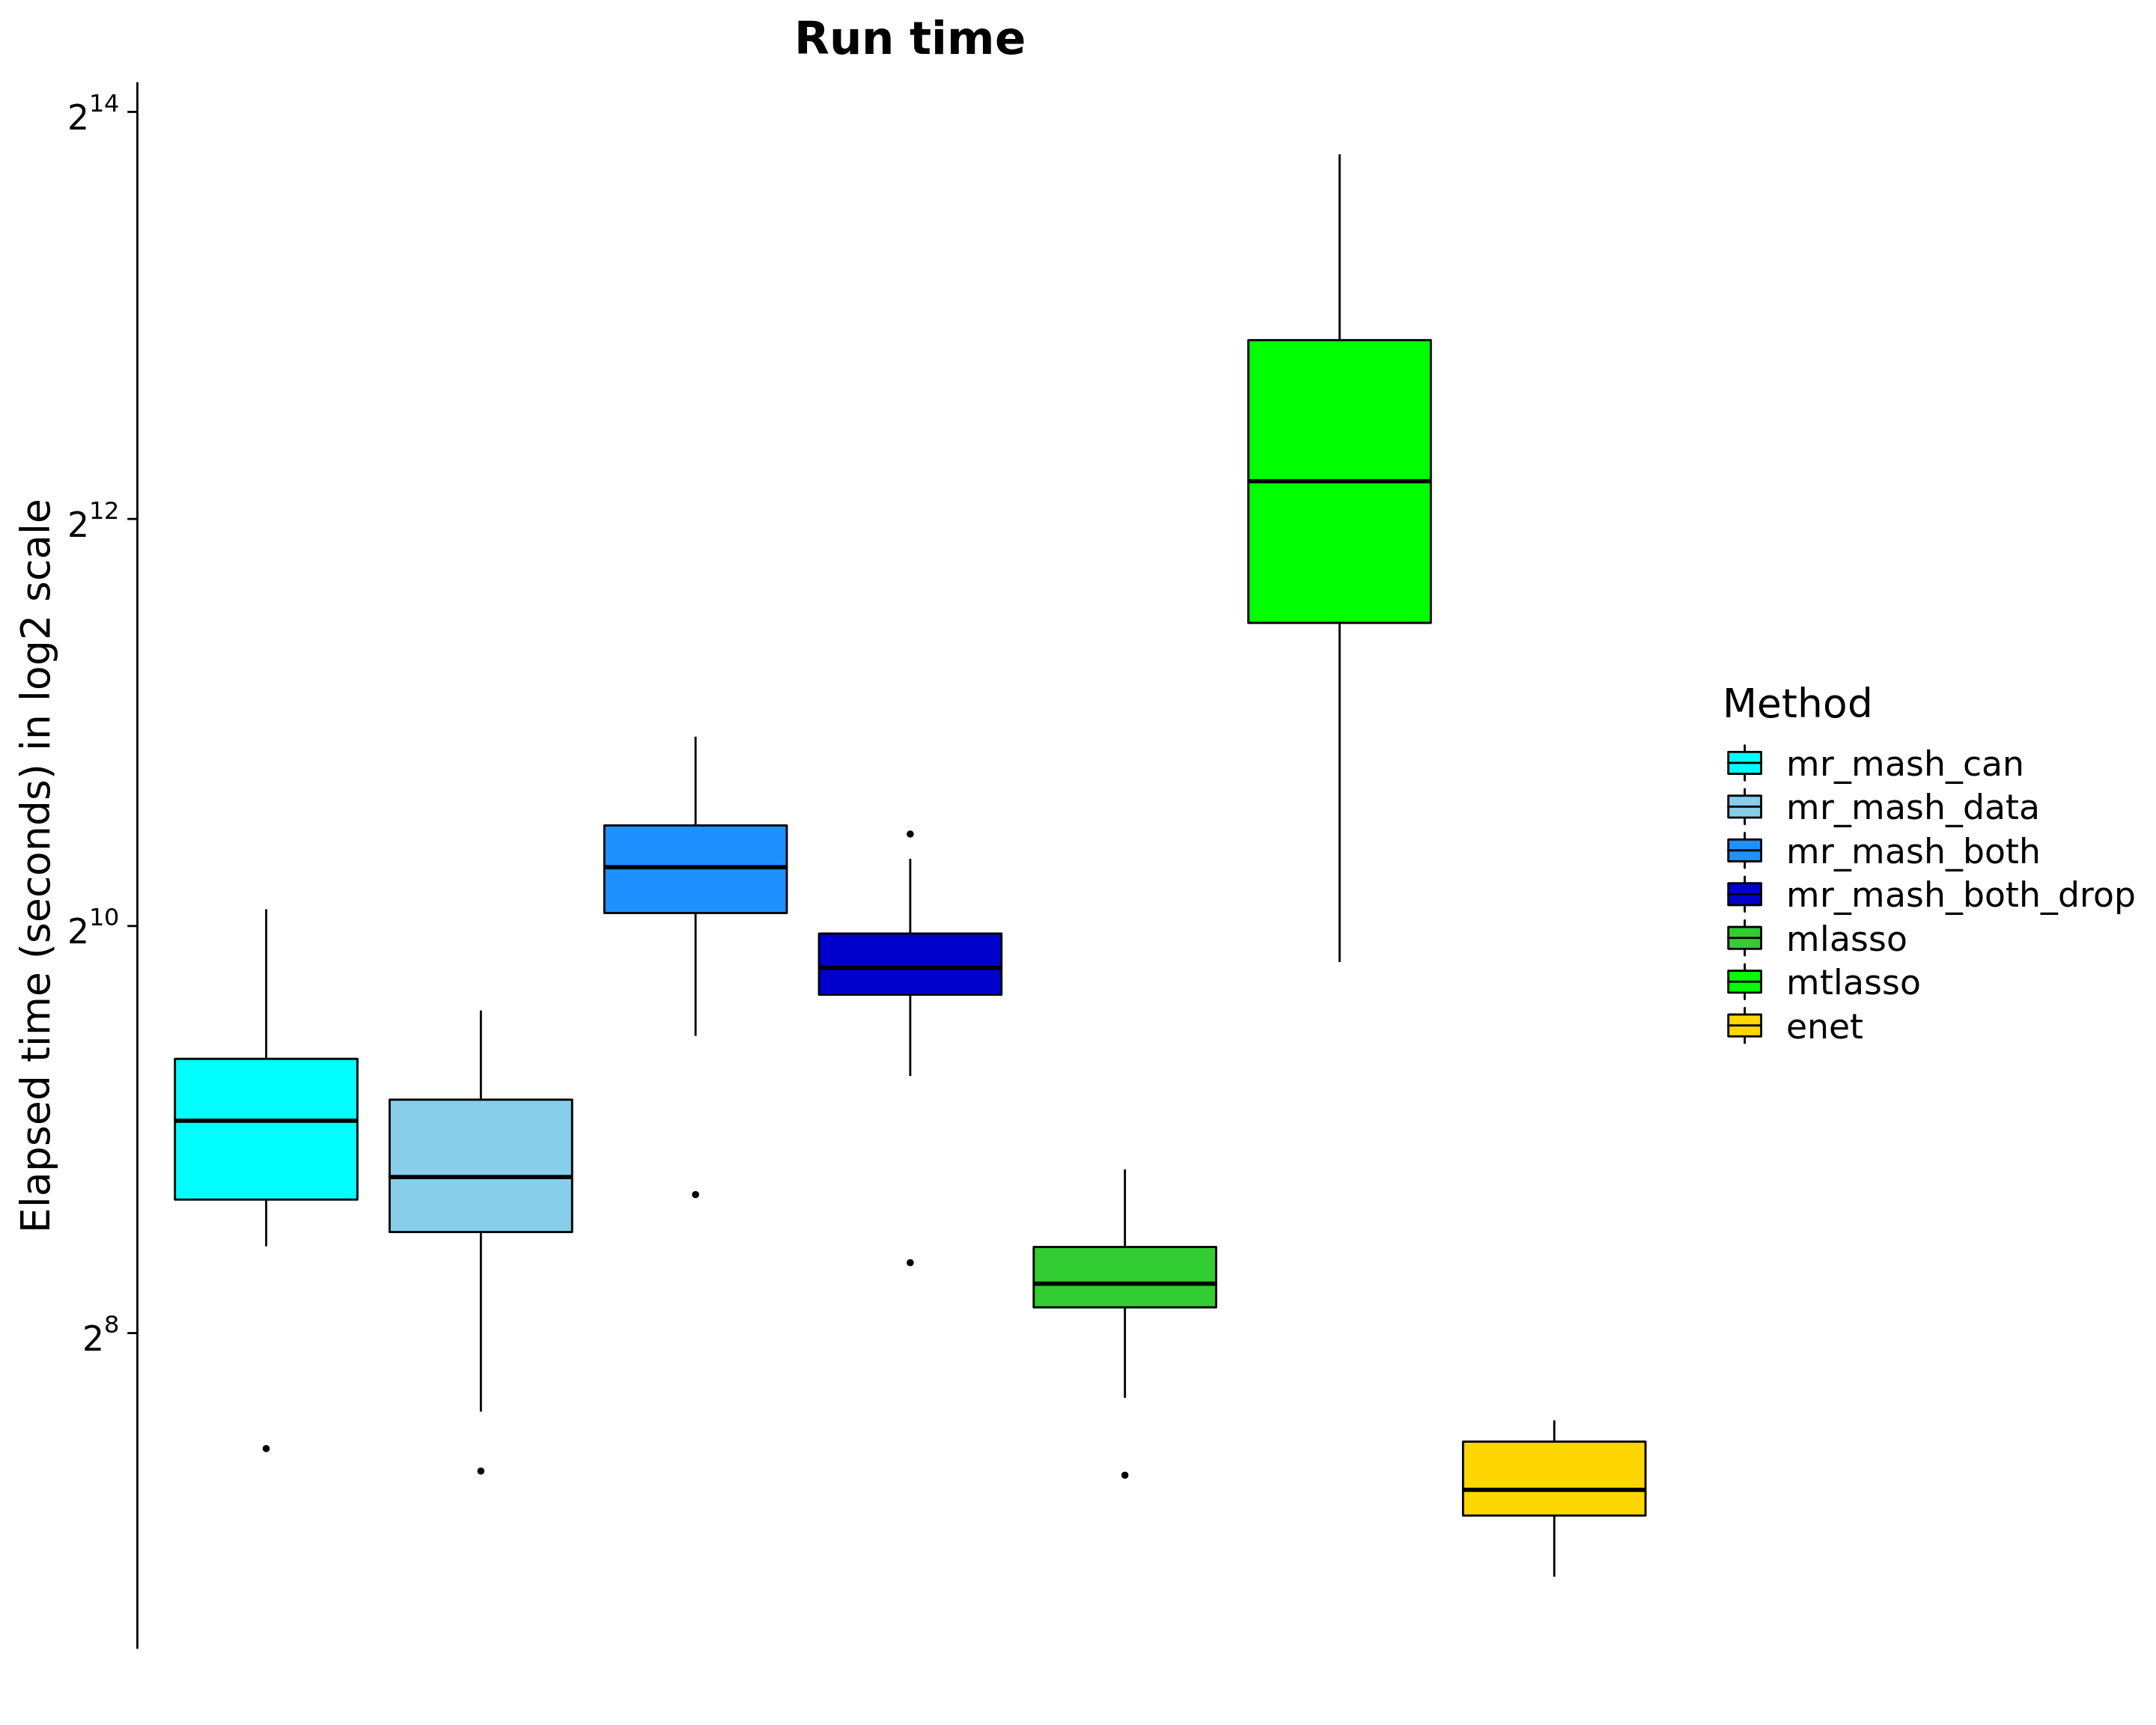 Run time
Elapsed time (seconds) in log2 scale
2^14
2^12
2^10
2^8
Method
mr_mash_can
mr_mash_data
mr_mash_both
mr_mash_both_drop
mlasso
mtlasso
enet